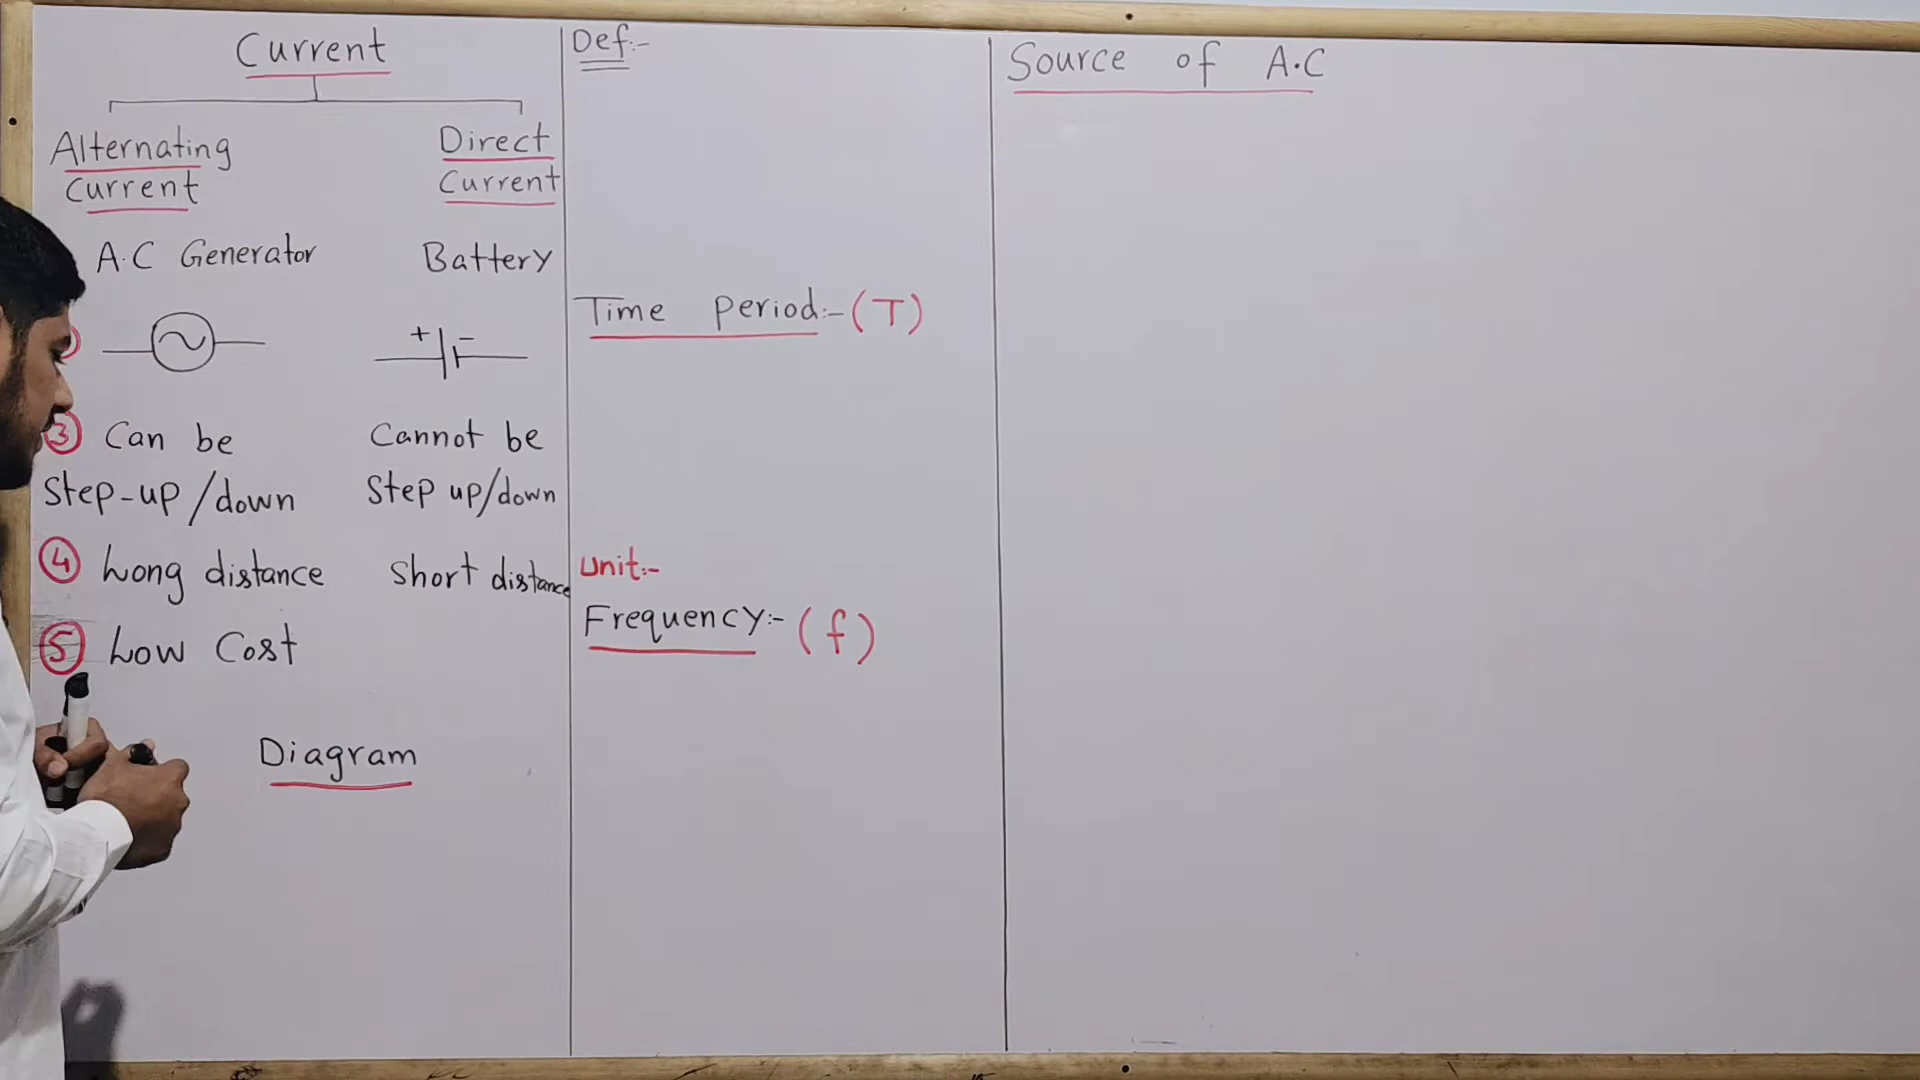 Current
Alternating
Current
Direct
Current
A.C Generator
Battery
+ -
3 Can be
Step-up/down
Cannot be
Step up/down
4 Long distance
Short distance
5 Low Cost
Diagram
Def:-
Time period:- (T)
Unit:-
Frequency:- (f)
Source of A.C